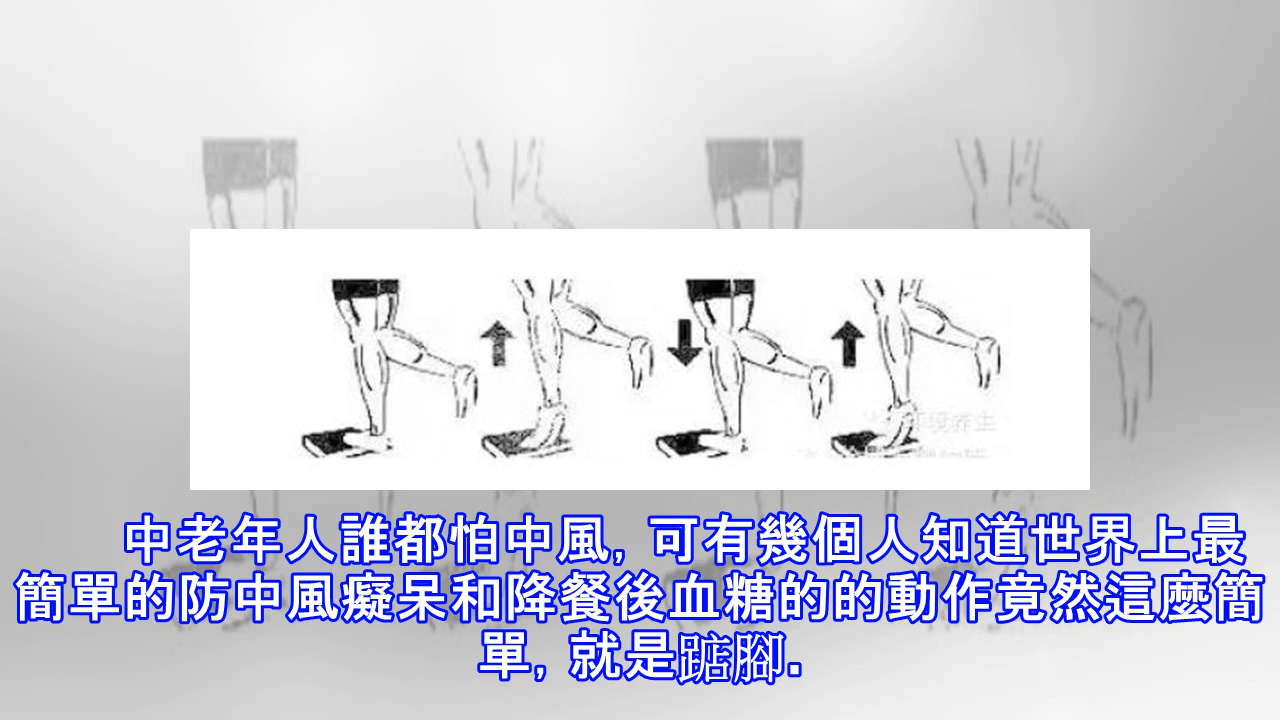 中老年人誰都怕中風, 可有幾個人知道世界上最
簡單的防中風癡呆和降餐後血糖的的動作竟然這麼簡
單, 就是踮腳.